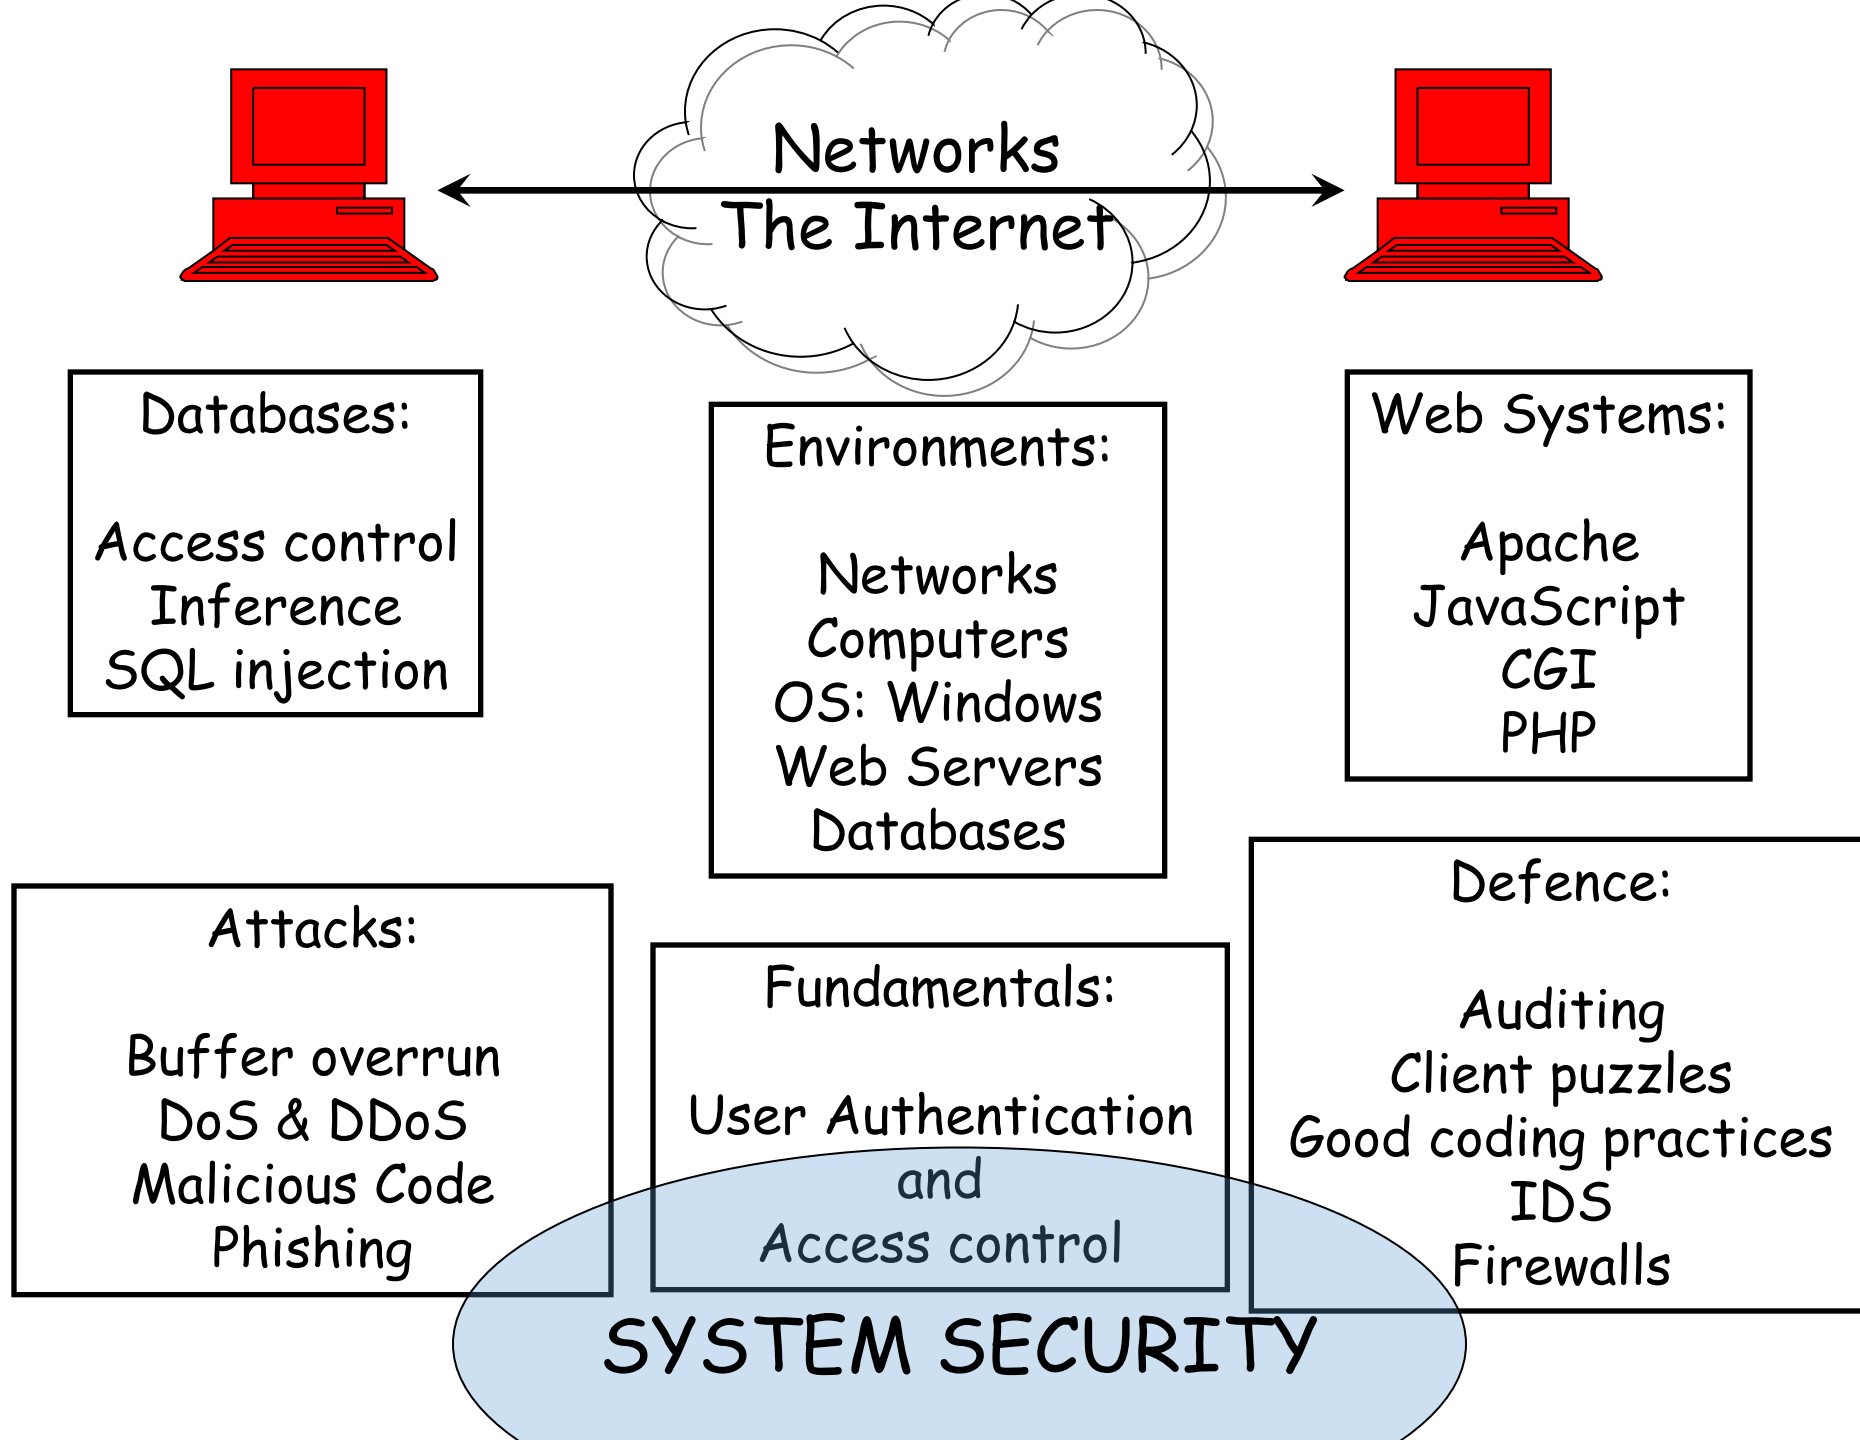 Networks
The Internet
Databases:
Access control
Inference
SQL injection
Environments:
Networks
Computers
OS: Windows
Web Servers
Databases
Web Systems:
Apache
JavaScript
CGI
PHP
Attacks:
Buffer overrun
DoS & DDoS
Malicious Code
Phishing
Fundamentals:
User Authentication
and
Access control
Defence:
Auditing
Client puzzles
Good coding practices
IDS
Firewalls
SYSTEM SECURITY